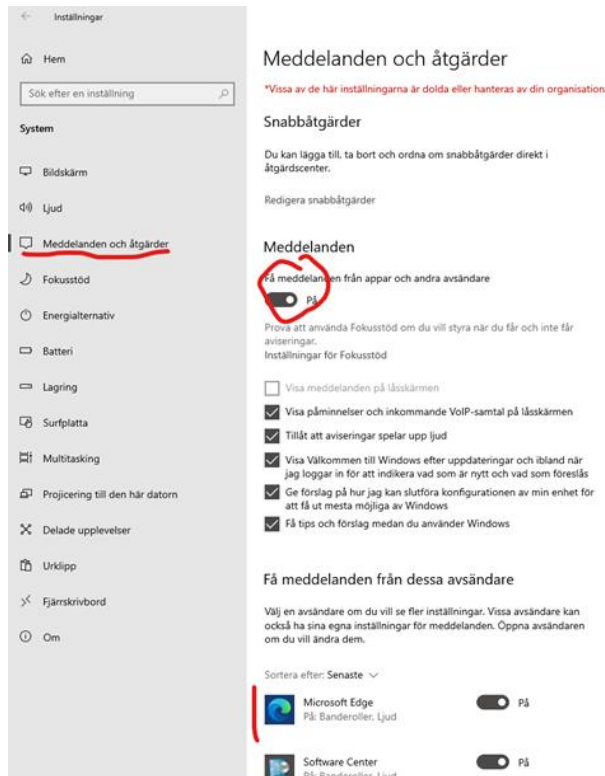 Inställningar
Hem
Sök efter en inställning
System
Bildskärm
Ljud
Meddelanden och åtgärder
Fokusstöd
Energialternativ
Batteri
Lagring
Surfplatta
Multitasking
Projicering till den här datorn
Delade upplevelser
Urklipp
Fjärrskrivbord
Om
Meddelanden och åtgärder
*Vissa av de här inställningarna är dolda eller hanteras av din organisation.
Snabbåtgärder
Du kan lägga till, ta bort och ordna om snabbåtgärder direkt i
åtgärdscenter.
Redigera snabbåtgärder
Meddelanden
Få meddelanden från appar och andra avsändare
På
Prova att använda Fokusstöd om du vill styra när du får och inte får
aviseringar.
Inställningar för Fokusstöd
Visa meddelanden på låsskärmen
Visa påminnelser och inkommande VoIP-samtal på låsskärmen
Tillåt att aviseringar spelar upp ljud
Visa Välkommen till Windows efter uppdateringar och ibland när
jag loggar in för att indikera vad som är nytt och vad som föreslås
Ge förslag på hur jag kan slutföra konfigurationen av min enhet för
att få ut mesta möjliga av Windows
Få tips och förslag medan du använder Windows
Få meddelanden från dessa avsändare
Välj en avsändare om du vill se fler inställningar. Vissa avsändare kan
också ha sina egna inställningar för meddelanden. Öppna avsändaren
om du vill ändra dem.
Sortera efter: Senaste
Microsoft Edge
På
På: Banderoller, Ljud
Software Center
På
På: Banderoller, Ljud